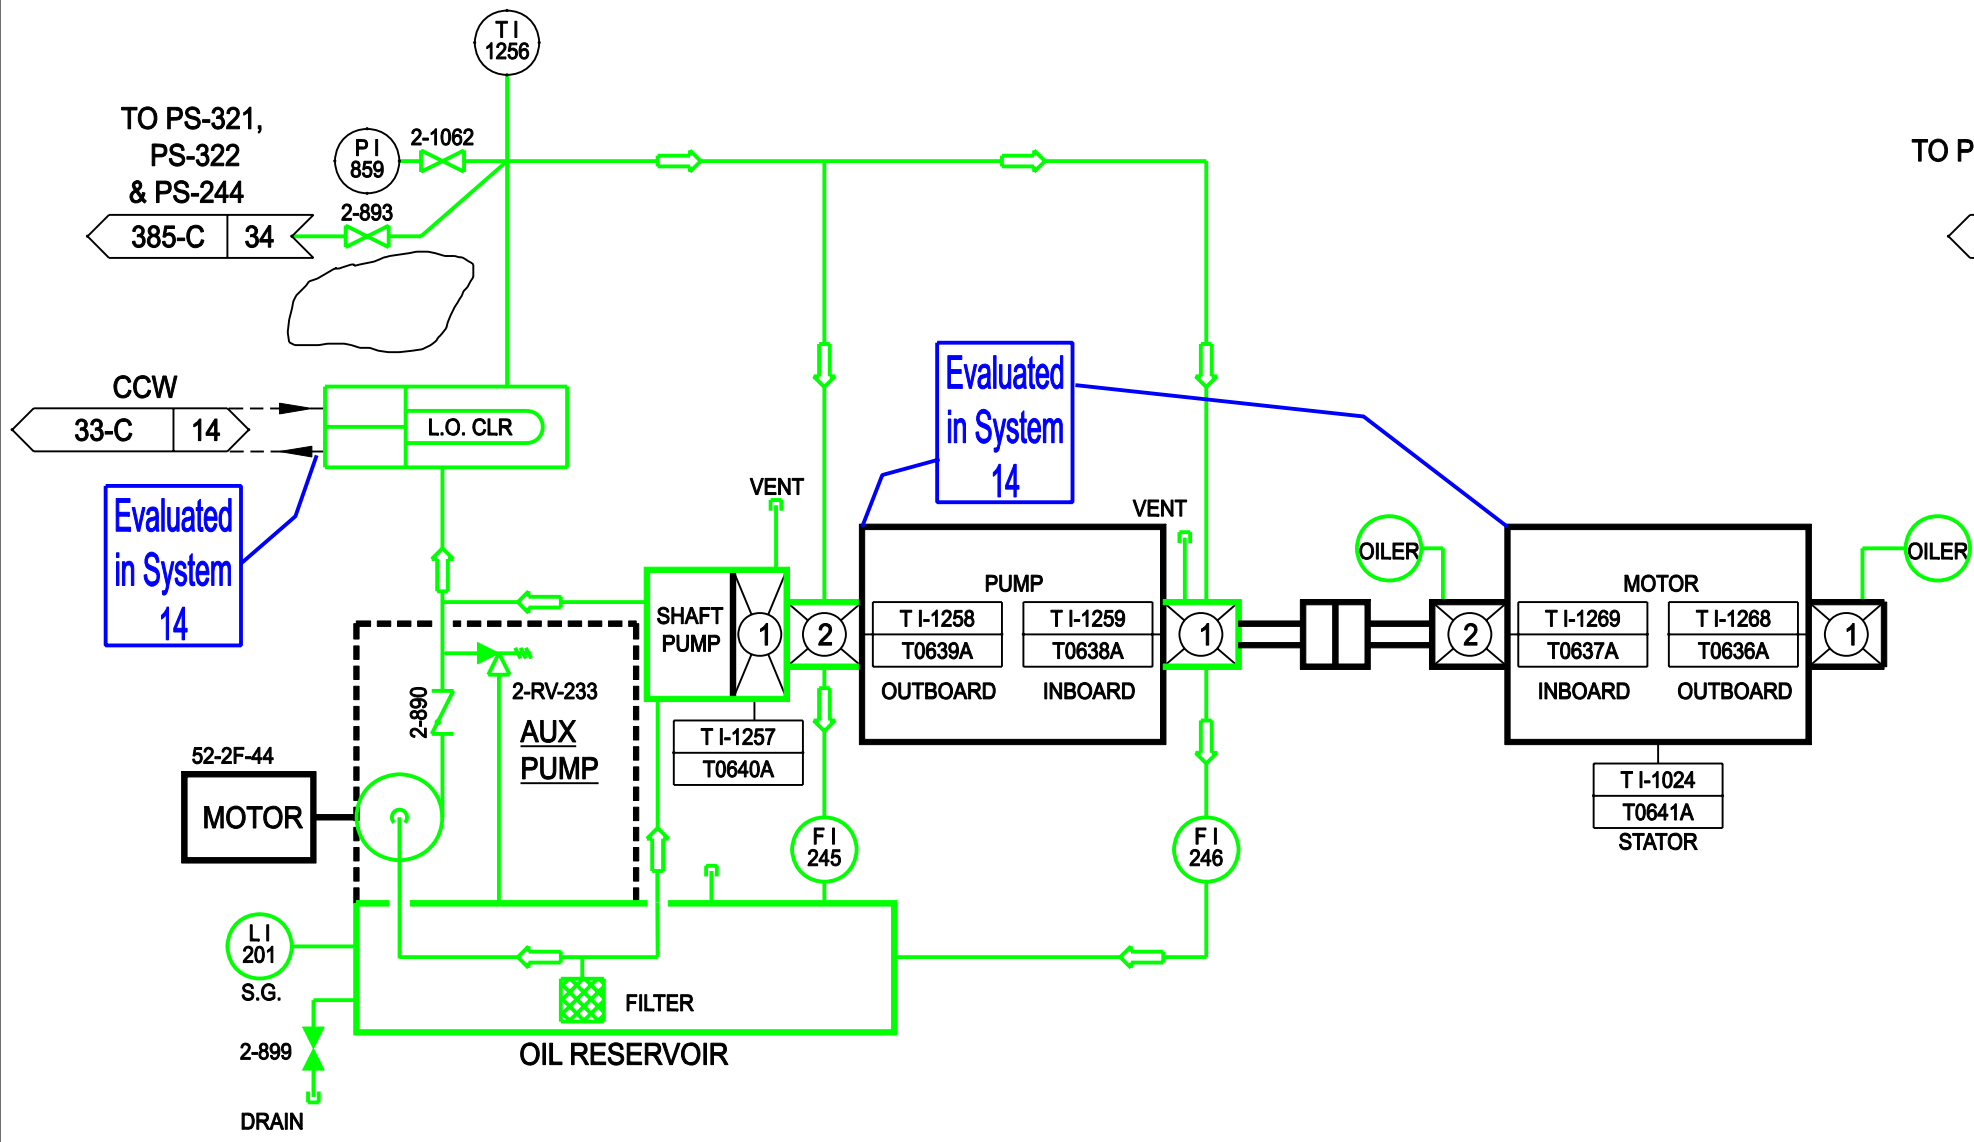 T I
1256
TO PS-321,
PS-322
& PS-244
P I
859
2-1062
2-893
385-C 34
TO P
CCW
33-C 14
L.O. CLR
Evaluated
in System
14
Evaluated
in System
14
VENT
VENT
OILER
OILER
SHAFT
PUMP
1
2
PUMP
T I-1258
T0639A
OUTBOARD
T I-1259
T0638A
INBOARD
1
2
MOTOR
T I-1269
T0637A
INBOARD
T I-1268
T0636A
OUTBOARD
1
2-890
2-RV-233
AUX
PUMP
T I-1257
T0640A
T I-1024
T0641A
STATOR
52-2F-44
MOTOR
F I
245
F I
246
L I
201
S.G.
FILTER
2-899
OIL RESERVOIR
DRAIN